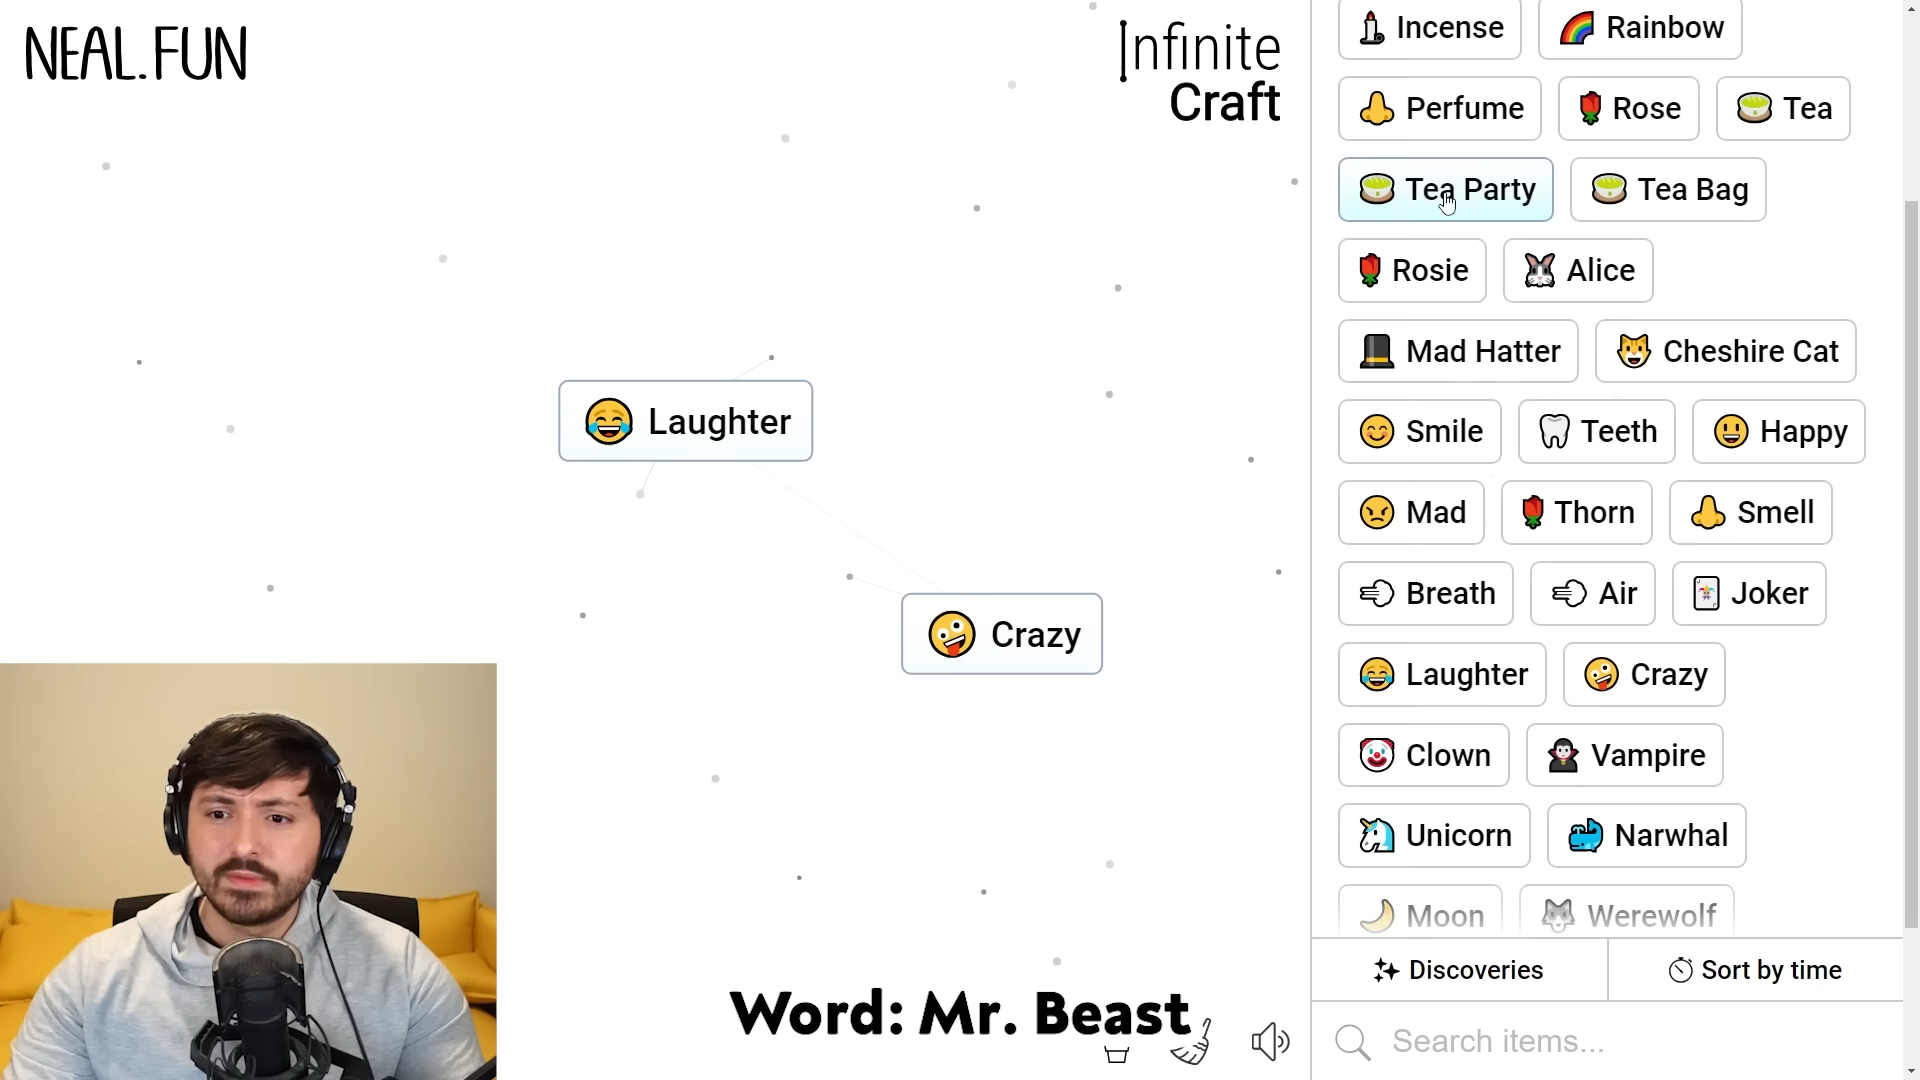 NEAL.FUN
Infinite
Craft
Laughter
Crazy
Word: Mr. Beast
Incense Rainbow
Perfume Rose Tea
Tea Party Tea Bag
Rosie Alice
Mad Hatter Cheshire Cat
Smile Teeth Happy
Mad Thorn Smell
Breath Air Joker
Laughter Crazy
Clown Vampire
Unicorn Narwhal
Moon Werewolf
Discoveries Sort by time
Search items...